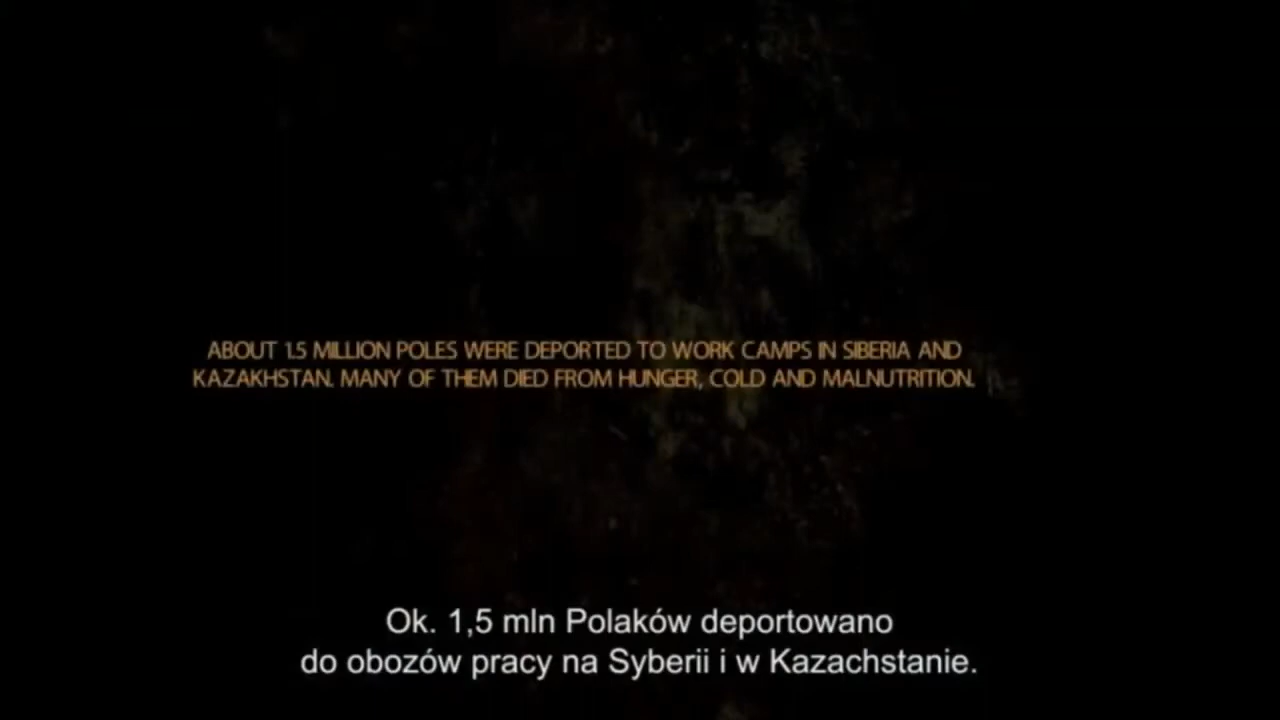 ABOUT 1.5 MILLION POLES WERE DEPORTED TO WORK CAMPS IN SIBERIA AND
KAZAKHSTAN. MANY OF THEM DIED FROM HUNGER, COLD AND MALNUTRITION.
Ok. 1,5 mln Polaków deportowano
do obozów pracy na Syberii i w Kazachstanie.